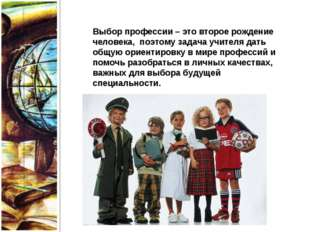 Выбор профессии – это второе рождение
человека,  поэтому задача учителя дать
общую ориентировку в мире профессий и
помочь разобраться в личных качествах,
важных для выбора будущей
специальности.